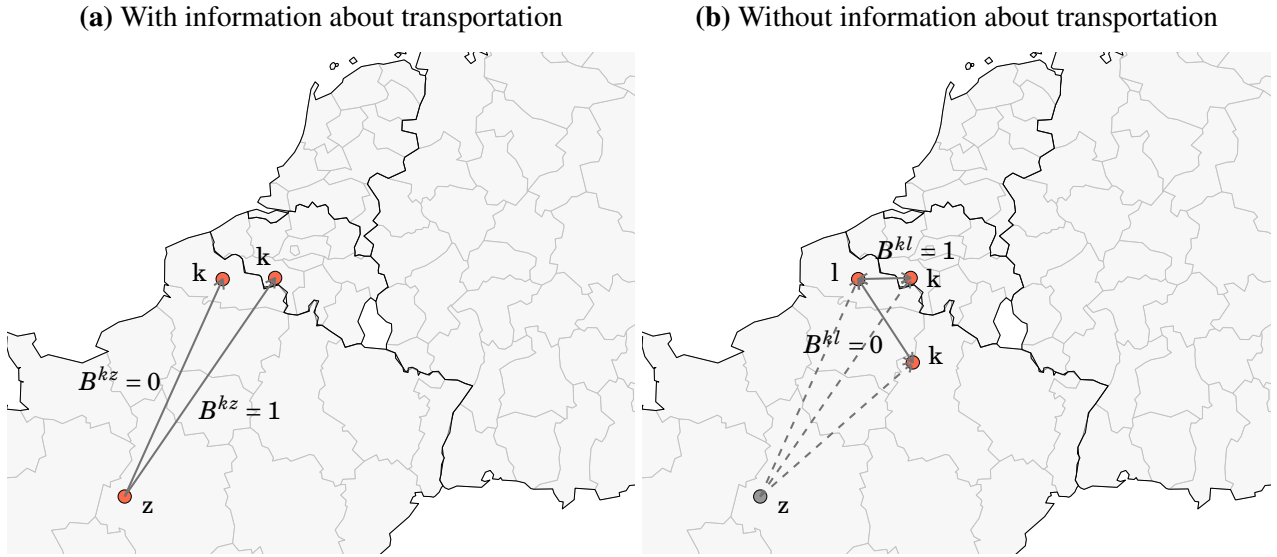 (a) With information about transportation
k
k
B^{kz} = 0
B^{kz} = 1
z
(b) Without information about transportation
B^{kl} = 1
l
k
B^{kl} = 0
k
z